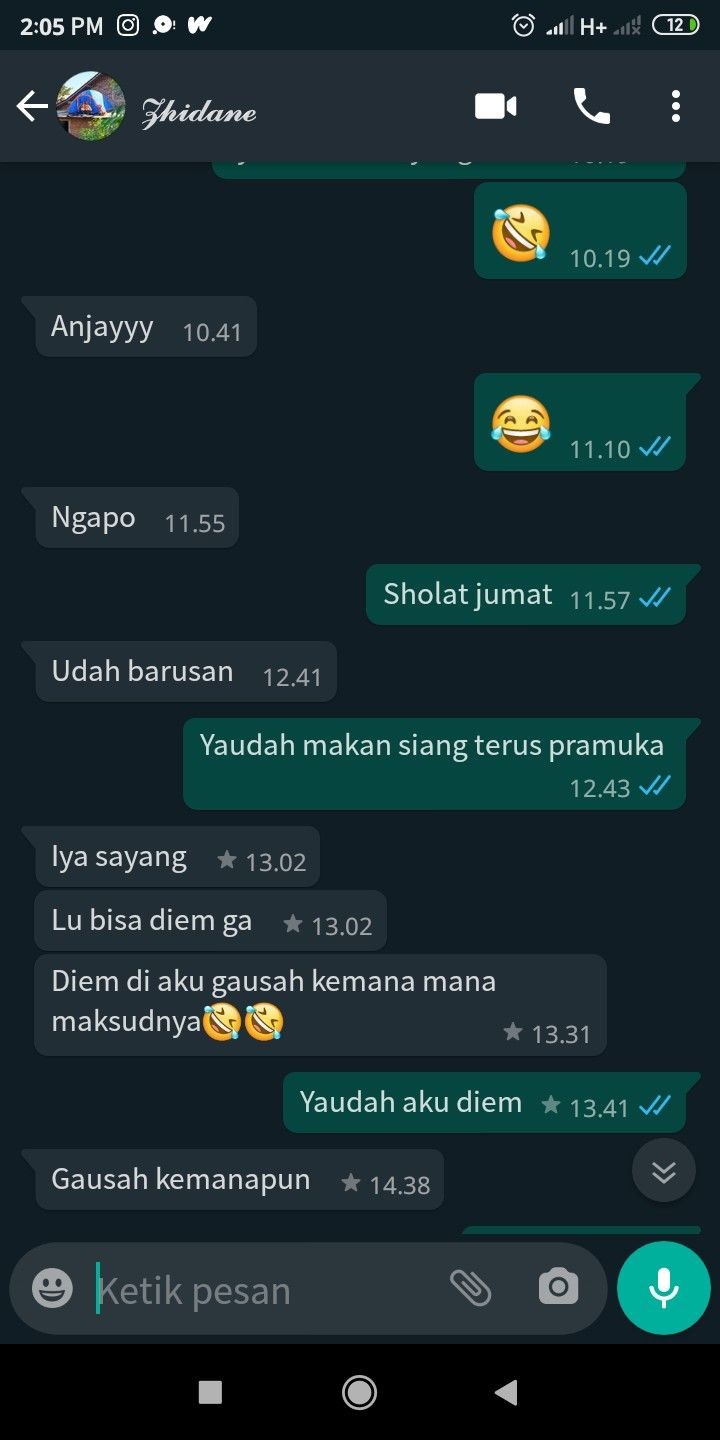 2:05 PM H+ 12
Zhidane
🤣 10.19
Anjayyy 10.41
😂 11.10
Ngapo 11.55
Sholat jumat 11.57
Udah barusan 12.41
Yaudah makan siang terus pramuka
12.43
Iya sayang 13.02
Lu bisa diem ga 13.02
Diem di aku gausah kemana mana
maksudnya🤣🤣 13.31
Yaudah aku diem 13.41
Gausah kemanapun 14.38
Ketik pesan